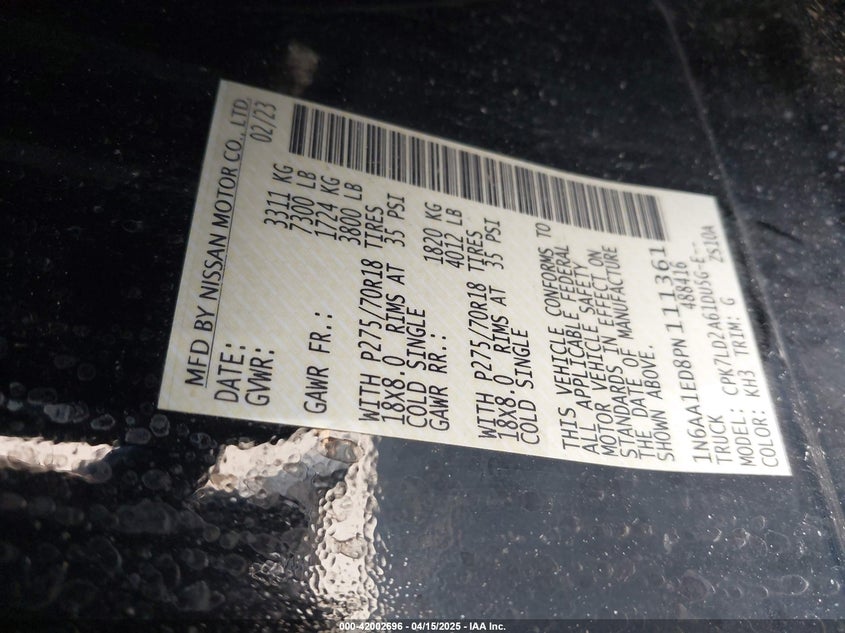 MFD BY NISSAN MOTOR CO., LTD.
DATE: 02/23
GVWR: 3311 KG
7300 LB
GAWR FR.: 1724 KG
3800 LB
WITH P275/70R18 TIRES
18X8.0 RIMS AT 35 PSI
COLD SINGLE
GAWR RR.: 1820 KG
4012 LB
WITH P275/70R18 TIRES
18X8.0 RIMS AT 35 PSI
COLD SINGLE
THIS VEHICLE CONFORMS TO
ALL APPLICABLE FEDERAL
MOTOR VEHICLE SAFETY
STANDARDS IN EFFECT ON
THE DATE OF MANUFACTURE
SHOWN ABOVE.
1N6AA1ED8PN111361
TRUCK 488416
MODEL: CPK7LD2A61DU5G-E--
COLOR: KH3 TRIM: G 2S10A
000-42002696 - 04/15/2025 - IAA Inc.